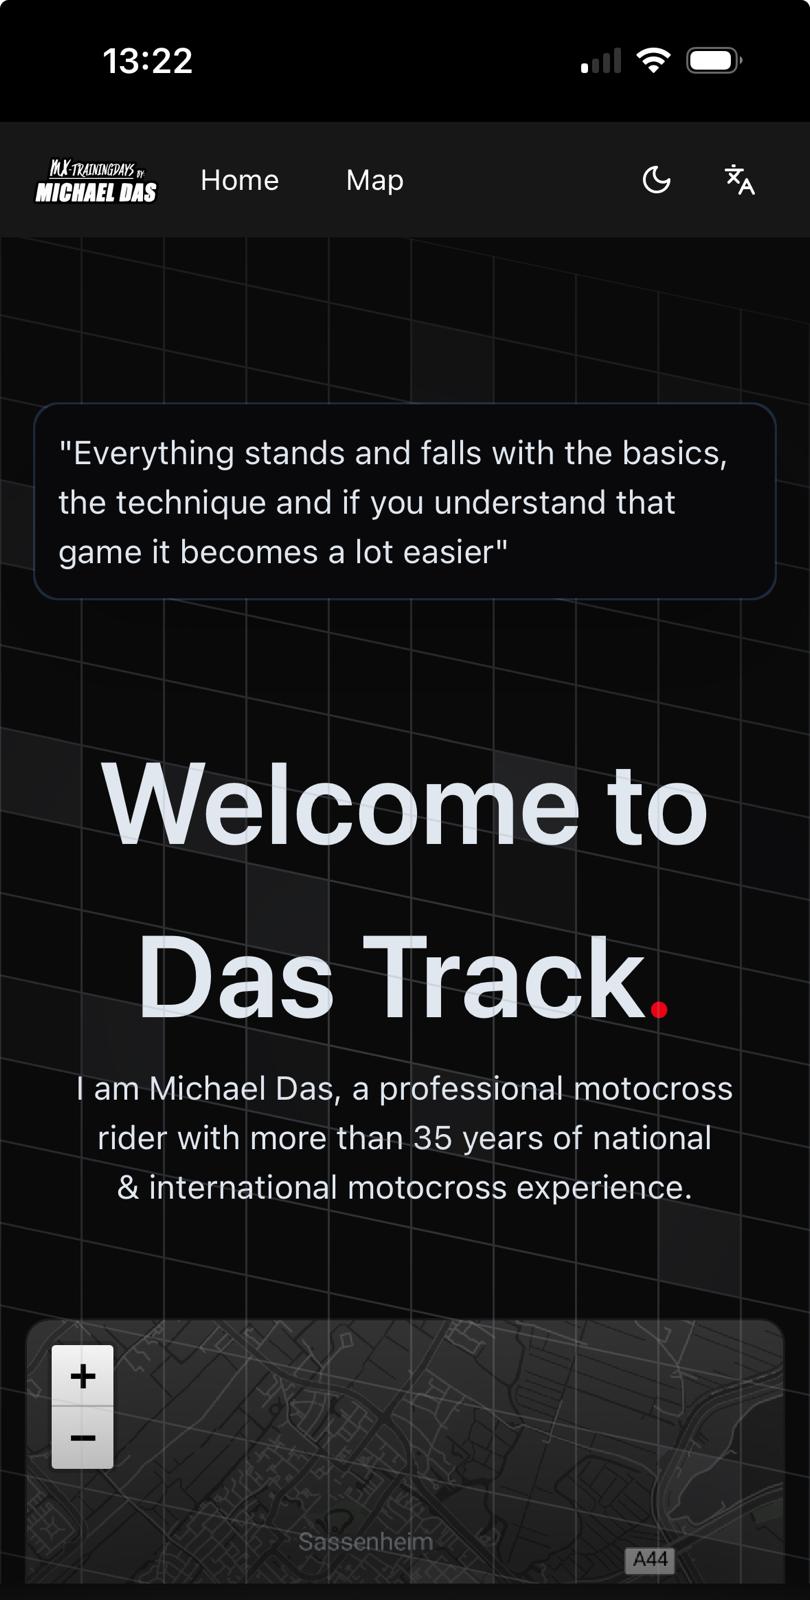 13:22
MX-TRAININGDAYS BY
MICHAEL DAS
Home
Map
"Everything stands and falls with the basics,
the technique and if you understand that
game it becomes a lot easier"
Welcome to
Das Track.
I am Michael Das, a professional motocross
rider with more than 35 years of national
& international motocross experience.
+
−
Sassenheim
A44